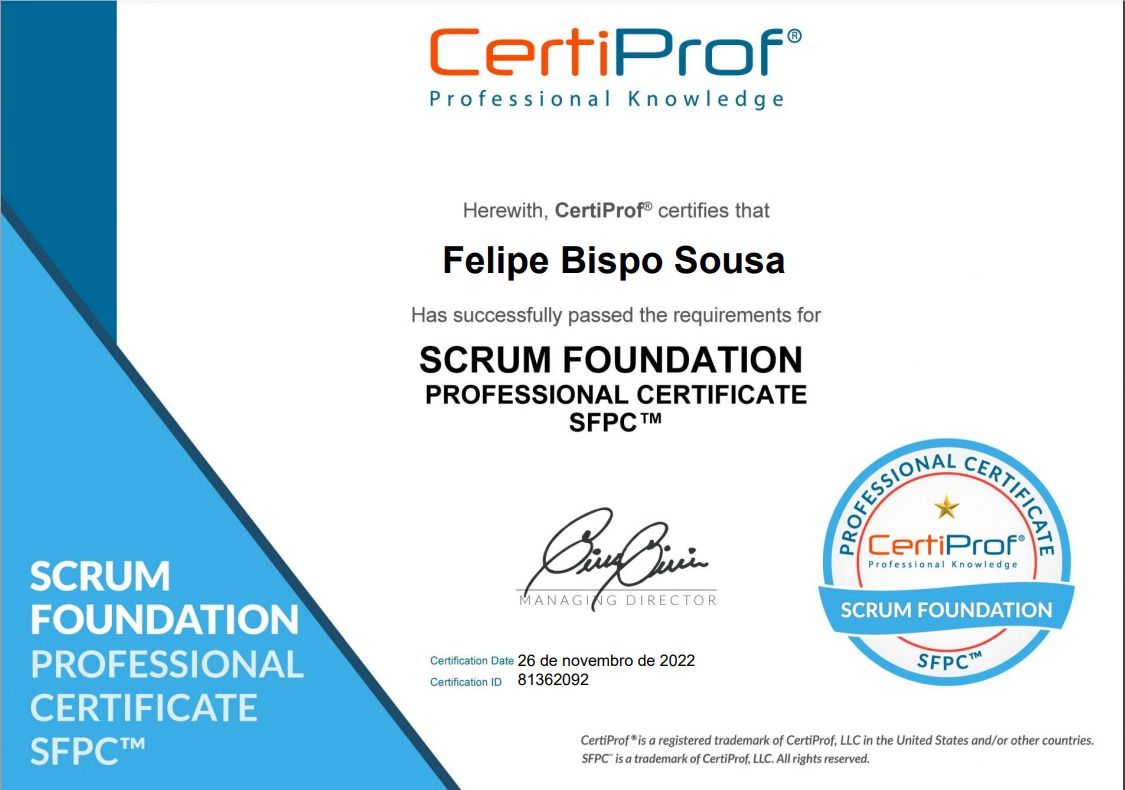 CertiProf®
Professional Knowledge
Herewith, CertiProf® certifies that
Felipe Bispo Sousa
Has successfully passed the requirements for
SCRUM FOUNDATION
PROFESSIONAL CERTIFICATE
SFPC™
MANAGING DIRECTOR
Certification Date 26 de novembro de 2022
Certification ID 81362092
SCRUM
FOUNDATION
PROFESSIONAL
CERTIFICATE
SFPC™
PROFESSIONAL CERTIFICATE
CertiProf®
Professional Knowledge
SCRUM FOUNDATION
SFPC™
CertiProf® is a registered trademark of CertiProf, LLC in the United States and/or other countries.
SFPC™ is a trademark of CertiProf, LLC. All rights reserved.